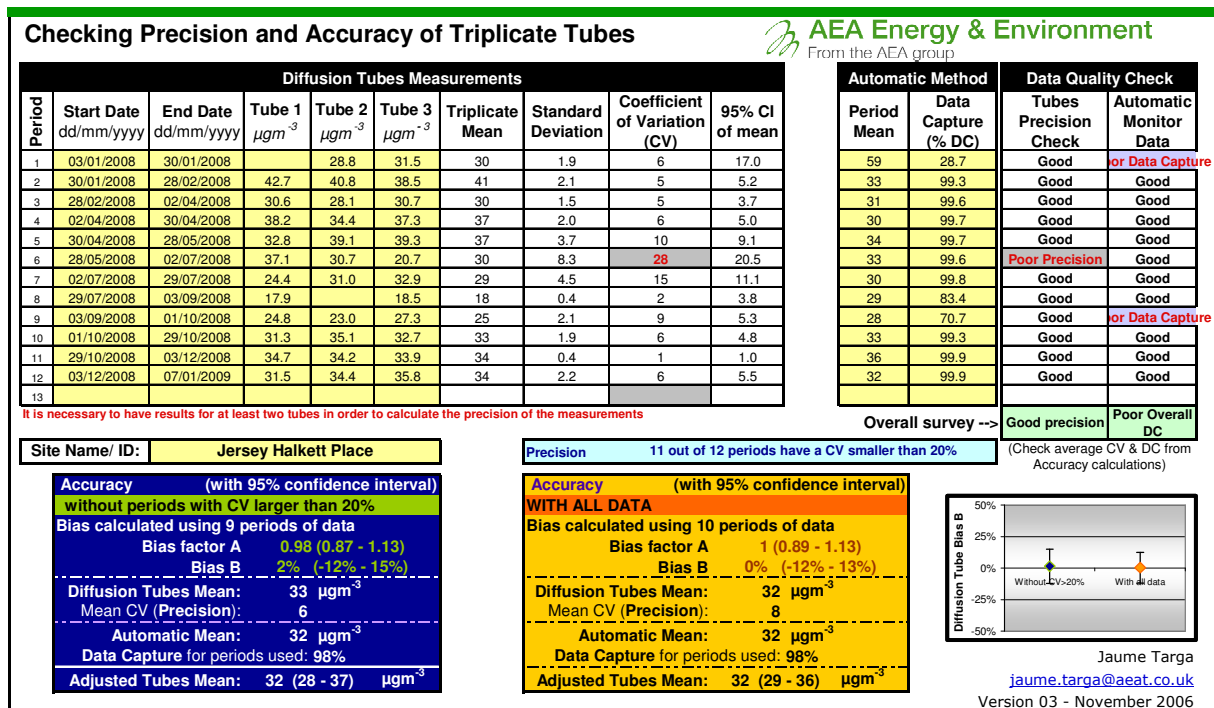 Checking Precision and Accuracy of Triplicate Tubes
AEA Energy & Environment
From the AEA group
Diffusion Tubes Measurements Automatic Method Data Quality Check
Period Start Date dd/mm/yyyy End Date dd/mm/yyyy Tube 1 µgm-3 Tube 2 µgm-3 Tube 3 µgm-3 Triplicate Mean Standard Deviation Coefficient of Variation (CV) 95% CI of mean Period Mean Data Capture (% DC) Tubes Precision Check Automatic Monitor Data
1 03/01/2008 30/01/2008 28.8 31.5 30 1.9 6 17.0 59 28.7 Good or Data Capture
2 30/01/2008 28/02/2008 42.7 40.8 38.5 41 2.1 5 5.2 33 99.3 Good Good
3 28/02/2008 02/04/2008 30.6 28.1 30.7 30 1.5 5 3.7 31 99.6 Good Good
4 02/04/2008 30/04/2008 38.2 34.4 37.3 37 2.0 6 5.0 30 99.7 Good Good
5 30/04/2008 28/05/2008 32.8 39.1 39.3 37 3.7 10 9.1 34 99.7 Good Good
6 28/05/2008 02/07/2008 37.1 30.7 20.7 30 8.3 28 20.5 33 99.6 Poor Precision Good
7 02/07/2008 29/07/2008 24.4 31.0 32.9 29 4.5 15 11.1 30 99.8 Good Good
8 29/07/2008 03/09/2008 17.9 18.5 18 0.4 2 3.8 29 83.4 Good Good
9 03/09/2008 01/10/2008 24.8 23.0 27.3 25 2.1 9 5.3 28 70.7 Good or Data Capture
10 01/10/2008 29/10/2008 31.3 35.1 32.7 33 1.9 6 4.8 33 99.3 Good Good
11 29/10/2008 03/12/2008 34.7 34.2 33.9 34 0.4 1 1.0 36 99.9 Good Good
12 03/12/2008 07/01/2009 31.5 34.4 35.8 34 2.2 6 5.5 32 99.9 Good Good
13
It is necessary to have results for at least two tubes in order to calculate the precision of the measurements
Overall survey --> Good precision Poor Overall DC
Site Name/ ID: Jersey Halkett Place
Precision 11 out of 12 periods have a CV smaller than 20%
(Check average CV & DC from
Accuracy calculations)
Accuracy (with 95% confidence interval)
without periods with CV larger than 20%
Bias calculated using 9 periods of data
Bias factor A 0.98 (0.87 - 1.13)
Bias B 2% (-12% - 15%)
Diffusion Tubes Mean: 33 µgm-3
Mean CV (Precision): 6
Automatic Mean: 32 µgm-3
Data Capture for periods used: 98%
Adjusted Tubes Mean: 32 (28 - 37) µgm-3
Accuracy (with 95% confidence interval)
WITH ALL DATA
Bias calculated using 10 periods of data
Bias factor A 1 (0.89 - 1.13)
Bias B 0% (-12% - 13%)
Diffusion Tubes Mean: 32 µgm-3
Mean CV (Precision): 8
Automatic Mean: 32 µgm-3
Data Capture for periods used: 98%
Adjusted Tubes Mean: 32 (29 - 36) µgm-3
Diffusion Tube Bias B
50%
25%
0%
-25%
-50%
Without CV>20% With all data
Jaume Targa
jaume.targa@aeat.co.uk
Version 03 - November 2006